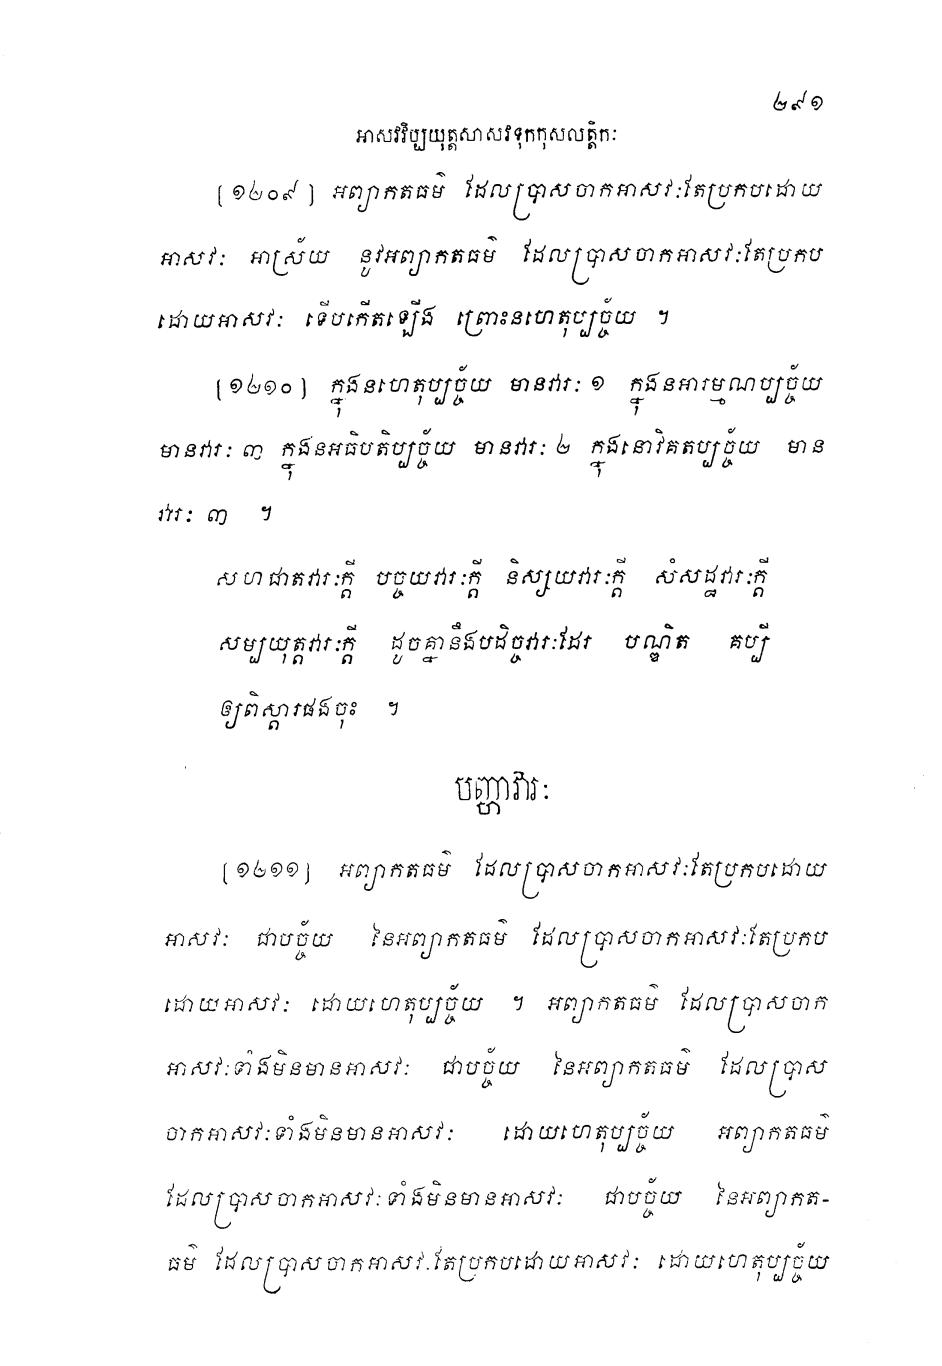 ២៩១
អាសវវិប្បយុត្តសាសវទុកកុសលត្តិកៈ
[១៤០៩] អព្យាកតធម៌ ដែលប្រាសចាកអាសវៈតែប្រកបដោយ
អាសវៈ អាស្រ័យ នូវអព្យាកតធម៌ ដែលប្រាសចាកអាសវៈតែប្រកប
ដោយអាសវៈ ទើបកើតឡើង ព្រោះនហេតុប្បច្ច័យ ។
[១៤១០] ក្នុងនហេតុប្បច្ច័យ មានវារៈ ១ ក្នុងនអារម្មណប្បច្ច័យ
មានវារៈ ៣ ក្នុងនអធិបតិប្បច្ច័យ មានវារៈ ២ ក្នុងនោវិគតប្បច្ច័យ មាន
វារៈ ៣ ។
សហជាតវារៈក្តី បច្ចយវារៈក្តី និស្សយវារៈក្តី សំសដ្ឋវារៈក្តី
សម្បយុត្តវារៈក្តី ដូចគ្នានឹងបដិច្ចវារៈដែរ បណ្ឌិត គប្បី
ឲ្យពិស្តារផងចុះ ។
បញ្ហាវារៈ
[១៤១១] អព្យាកតធម៌ ដែលប្រាសចាកអាសវៈតែប្រកបដោយ
អាសវៈ ជាបច្ច័យ នៃអព្យាកតធម៌ ដែលប្រាសចាកអាសវៈតែប្រកប
ដោយអាសវៈ ដោយហេតុប្បច្ច័យ ។ អព្យាកតធម៌ ដែលប្រាសចាក
អាសវៈទាំងមិនមានអាសវៈ ជាបច្ច័យ នៃអព្យាកតធម៌ ដែលប្រាស
ចាកអាសវៈទាំងមិនមានអាសវៈ ដោយហេតុប្បច្ច័យ អព្យាកតធម៌
ដែលប្រាសចាកអាសវៈទាំងមិនមានអាសវៈ ជាបច្ច័យ នៃអព្យាកត-
ធម៌ ដែលប្រាសចាកអាសវៈតែប្រកបដោយអាសវៈ ដោយហេតុប្បច្ច័យ